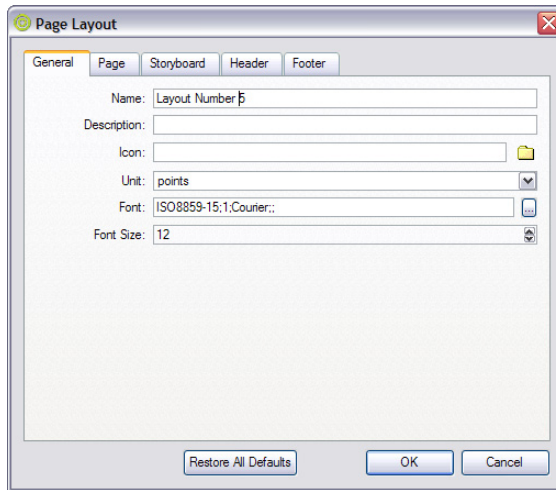 Page Layout
General Page Storyboard Header Footer
Name: Layout Number 5
Description:
Icon:
Unit: points
Font: ISO8859-15;1;Courier;;
...
Font Size: 12
Restore All Defaults OK Cancel